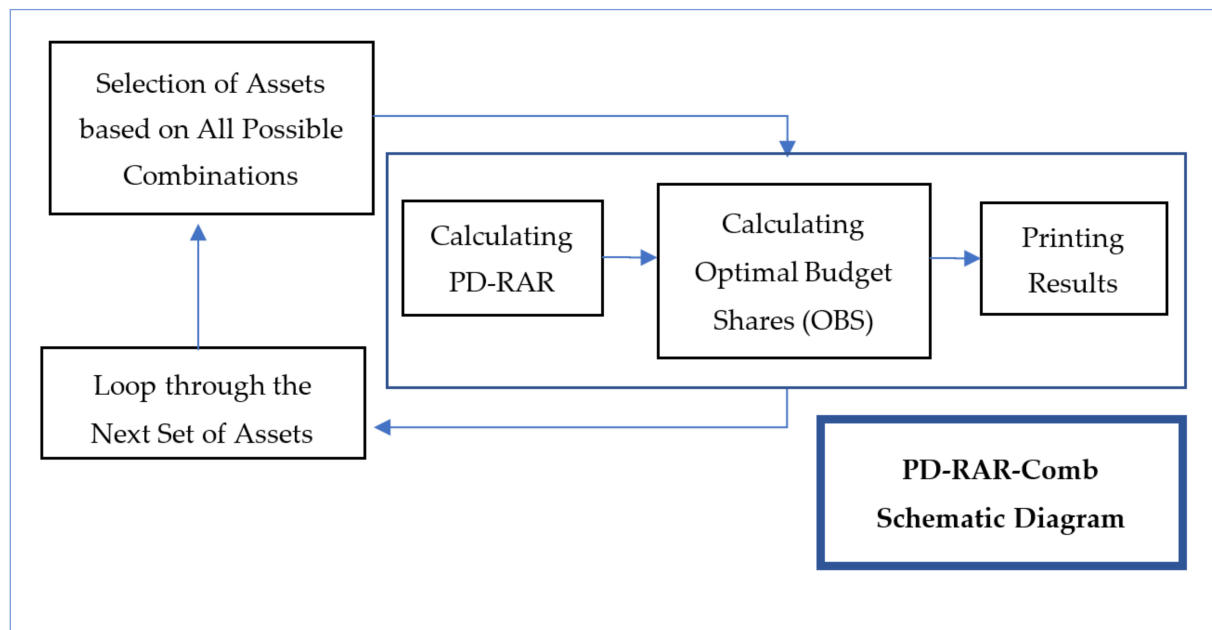 Selection of Assets
based on All Possible
Combinations
Calculating
PD-RAR
Calculating
Optimal Budget
Shares (OBS)
Printing
Results
Loop through the
Next Set of Assets
PD-RAR-Comb
Schematic Diagram